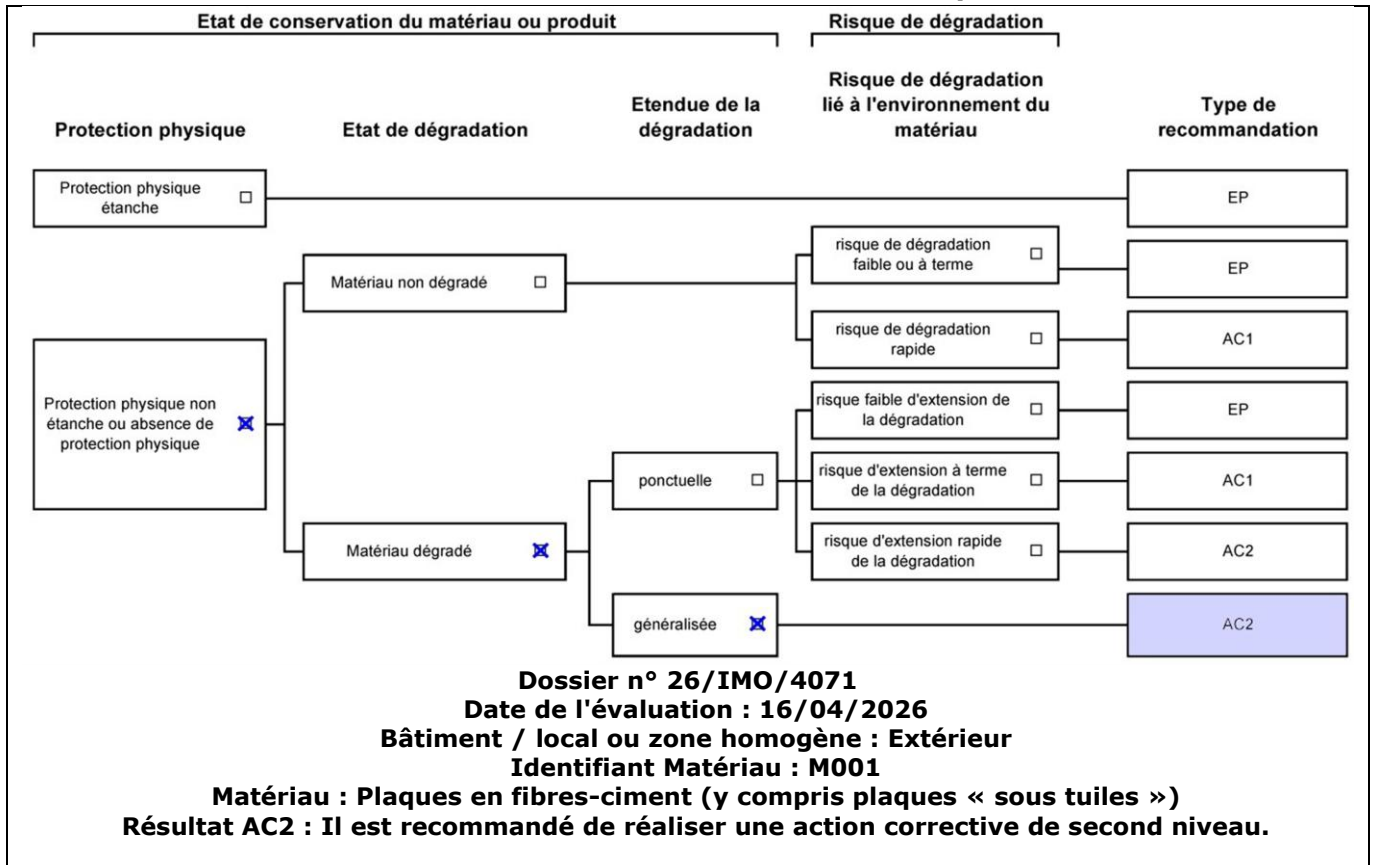 Etat de conservation du matériau ou produit
Risque de dégradation
Protection physique
Etat de dégradation
Etendue de la
dégradation
Risque de dégradation
lié à l'environnement du
matériau
Type de
recommandation
Protection physique
étanche
EP
risque de dégradation
faible ou à terme
EP
Matériau non dégradé
risque de dégradation
rapide
AC1
Protection physique non
étanche ou absence de
protection physique
risque faible d'extension de
la dégradation
EP
ponctuelle
risque d'extension à terme
de la dégradation
AC1
Matériau dégradé
risque d'extension rapide
de la dégradation
AC2
généralisée
AC2
Dossier n° 26/IMO/4071
Date de l'évaluation : 16/04/2026
Bâtiment / local ou zone homogène : Extérieur
Identifiant Matériau : M001
Matériau : Plaques en fibres-ciment (y compris plaques « sous tuiles »)
Résultat AC2 : Il est recommandé de réaliser une action corrective de second niveau.